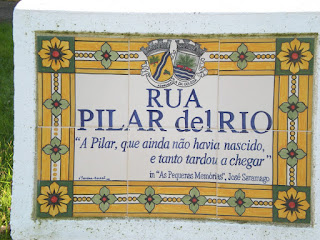 RUA
PILAR del RIO
"A Pilar, que ainda não havia nascido,
e tanto tardou a chegar"
in "As Pequenas Memórias", José Saramago